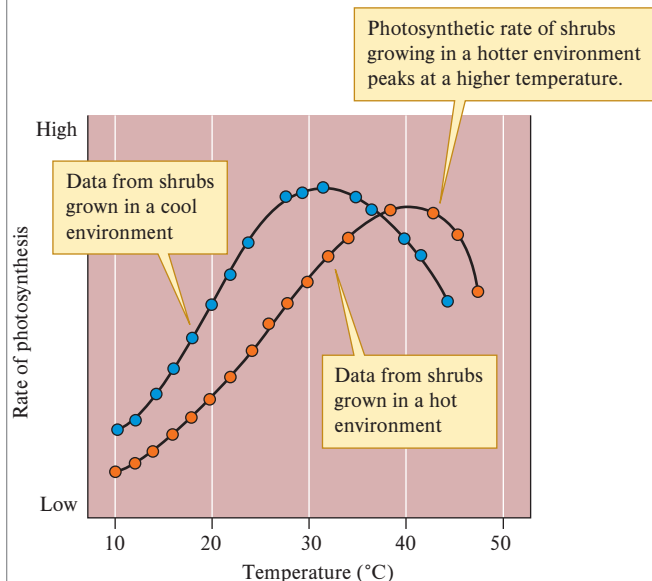 Photosynthetic rate of shrubs
growing in a hotter environment
peaks at a higher temperature.
High
Data from shrubs
grown in a cool
environment
Rate of photosynthesis
Data from shrubs
grown in a hot
environment
Low
10 20 30 40 50
Temperature (°C)